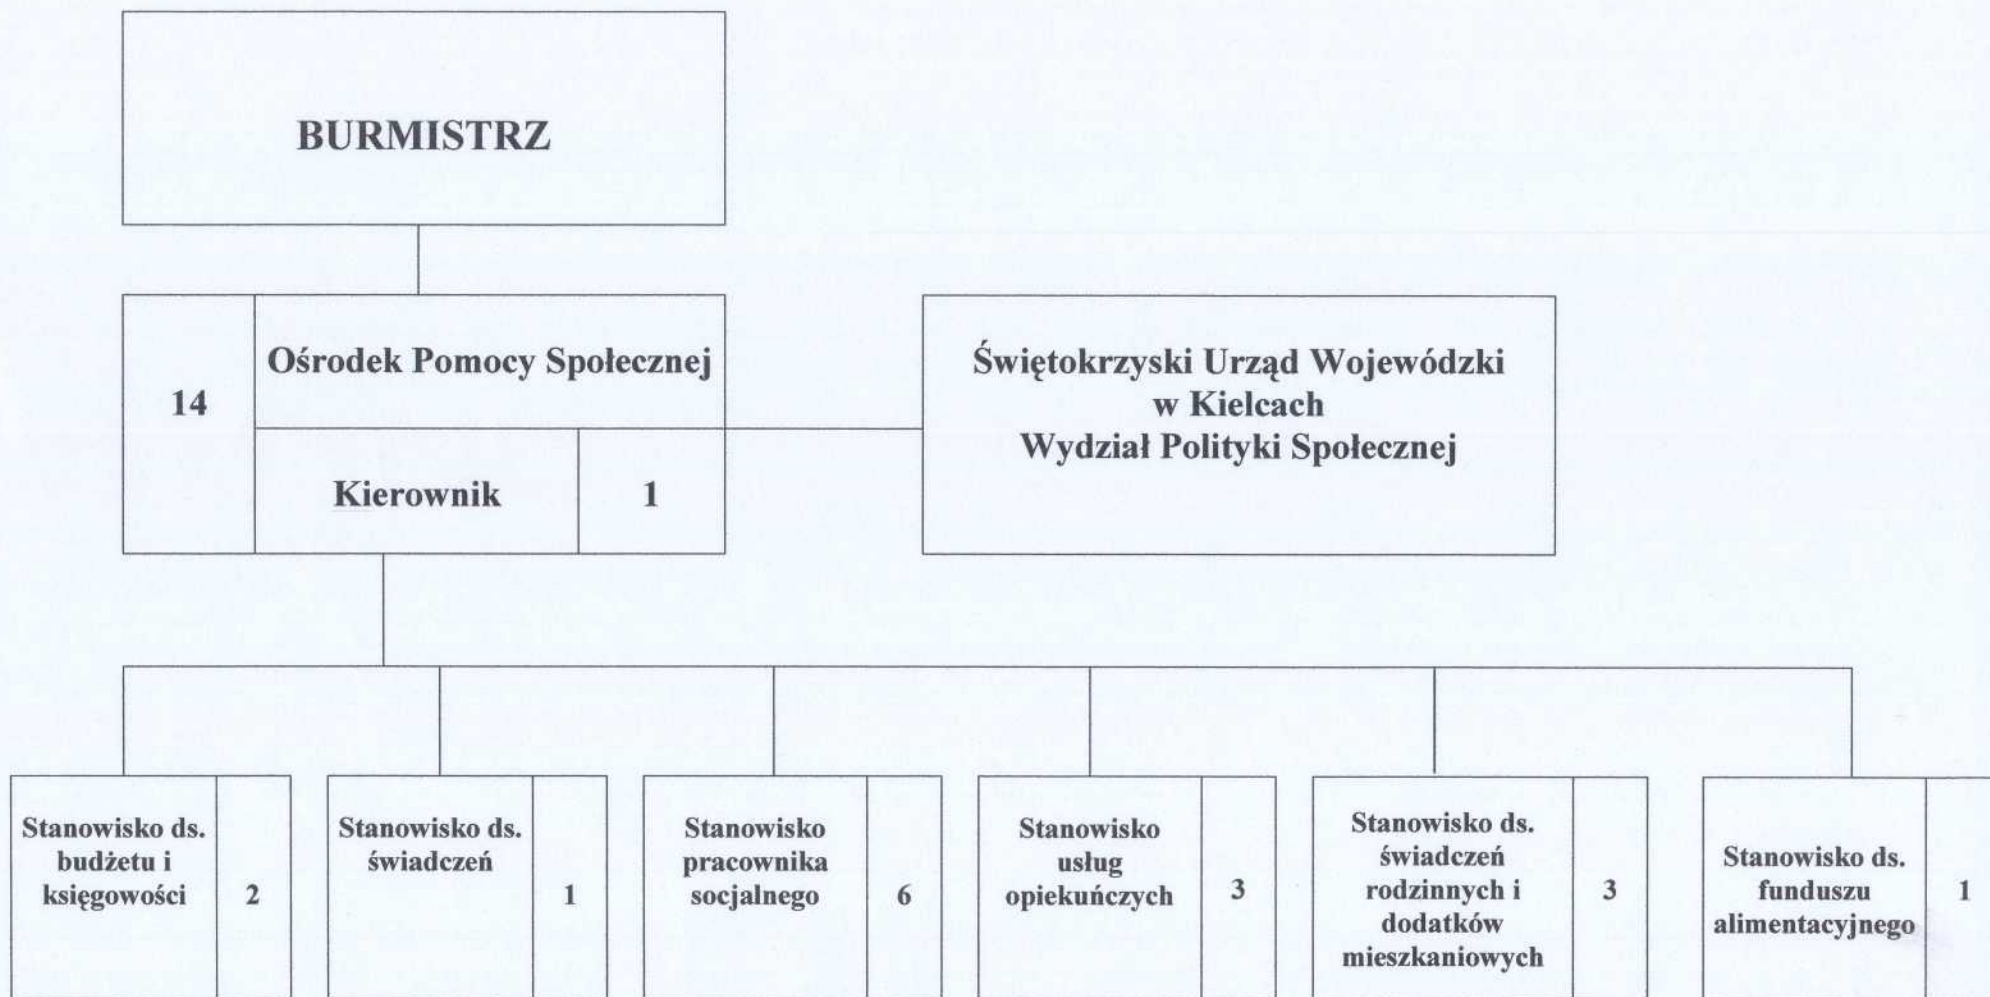 BURMISTRZ
14
Ośrodek Pomocy Społecznej
Kierownik
1
Świętokrzyski Urząd Wojewódzki
w Kielcach
Wydział Polityki Społecznej
Stanowisko ds.
budżetu i
księgowości
2
Stanowisko ds.
świadczeń
1
Stanowisko
pracownika
socjalnego
6
Stanowisko
usług
opiekuńczych
3
Stanowisko ds.
świadczeń
rodzinnych i
dodatków
mieszkaniowych
3
Stanowisko ds.
funduszu
alimentacyjnego
1